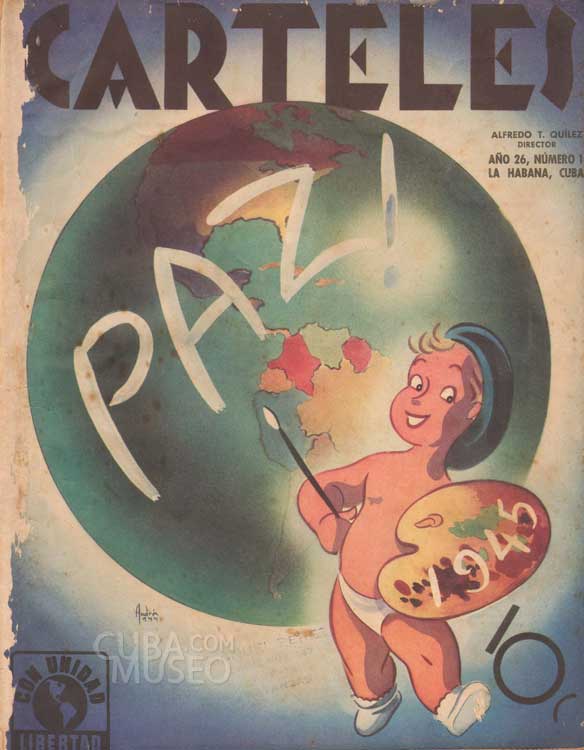 CARTELES
ALFREDO T. QUÍLEZ
DIRECTOR
AÑO 26, NÚMERO 1
LA HABANA, CUBA
PAZ!
1945
10c
CUBA.COM
MUSEO
CON UNIDAD
LIBERTAD